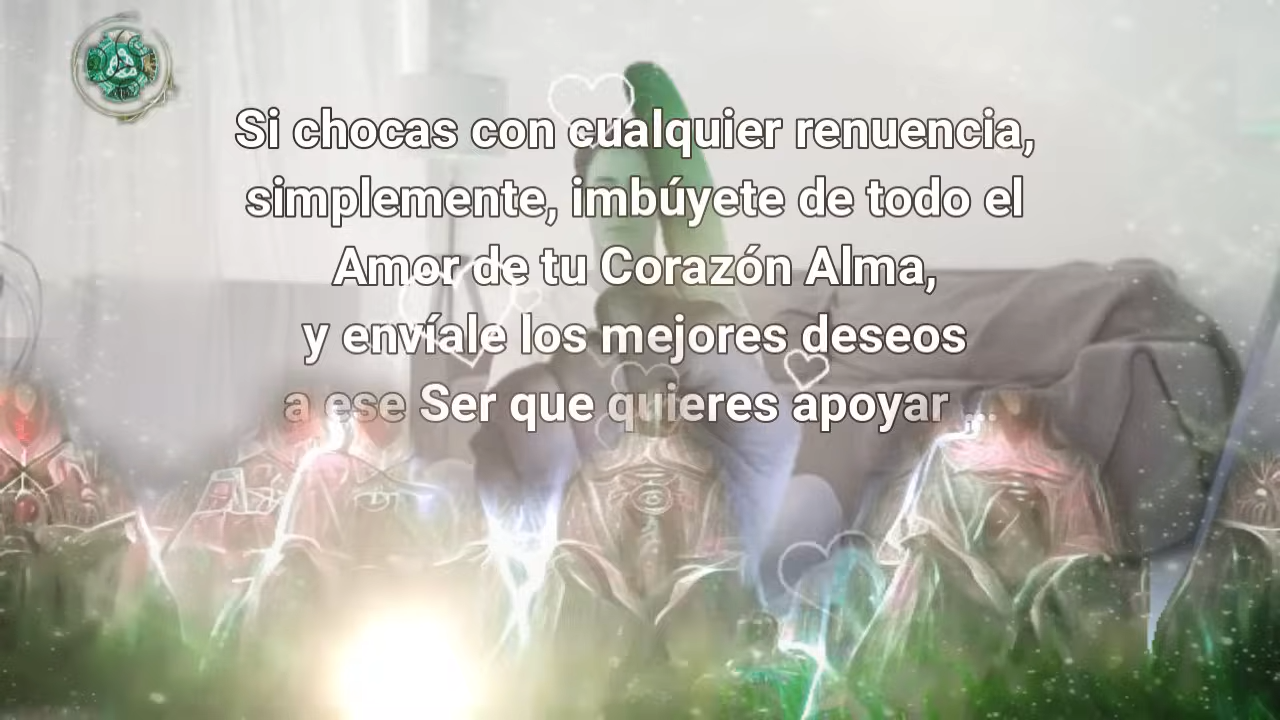 Si chocas con cualquier renuencia,
simplemente, imbúyete de todo el
Amor de tu Corazón Alma,
y envíale los mejores deseos
a ese Ser que quieres apoyar ...